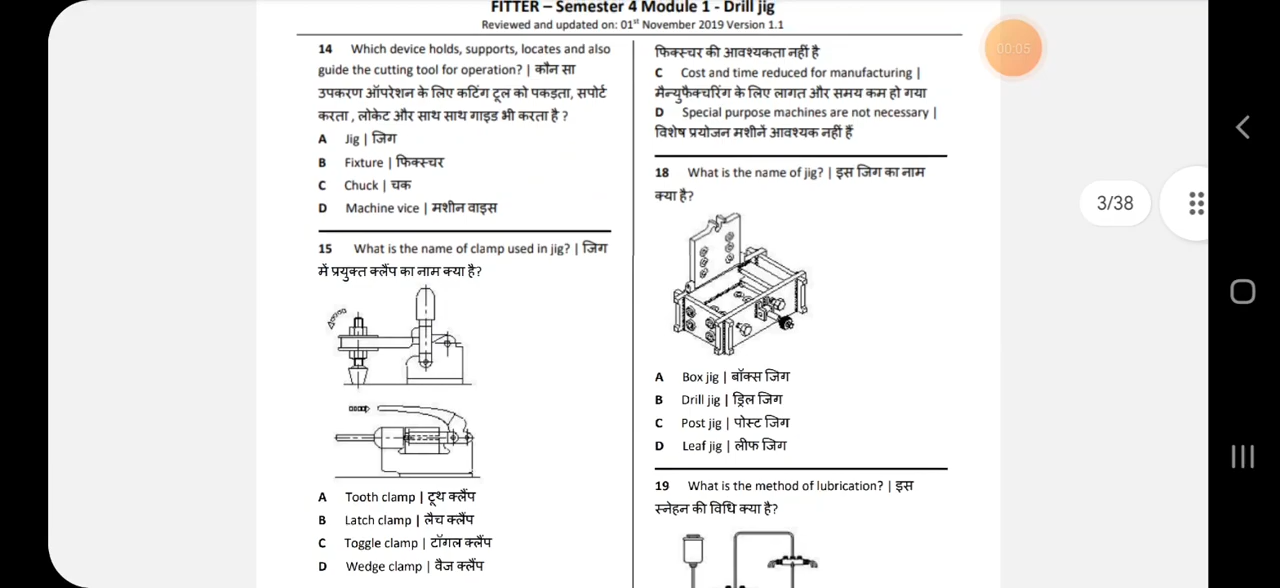 FITTER – Semester 4 Module 1 - Drill jig
Reviewed and updated on: 01st November 2019 Version 1.1
14 Which device holds, supports, locates and also
guide the cutting tool for operation? | कौन सा
उपकरण ऑपरेशन के लिए कटिंग टूल को पकड़ता, सपोर्ट
करता , लोकेट और साथ साथ गाइड भी करता है ?
A Jig | जिग
B Fixture | फिक्स्चर
C Chuck | चक
D Machine vice | मशीन वाइस
15 What is the name of clamp used in jig? | जिग
में प्रयुक्त क्लैंप का नाम क्या है?
A Tooth clamp | टूथ क्लैंप
B Latch clamp | लैच क्लैंप
C Toggle clamp | टॉगल क्लैंप
D Wedge clamp | वैज क्लैंप
फिक्स्चर की आवश्यकता नहीं है
C Cost and time reduced for manufacturing |
मैन्युफैक्चरिंग के लिए लागत और समय कम हो गया
D Special purpose machines are not necessary |
विशेष प्रयोजन मशीनें आवश्यक नहीं हैं
18 What is the name of jig? | इस जिग का नाम
क्या है?
A Box jig | बॉक्स जिग
B Drill jig | ड्रिल जिग
C Post jig | पोस्ट जिग
D Leaf jig | लीफ जिग
19 What is the method of lubrication? | इस
स्नेहन की विधि क्या है?
00:05
3/38